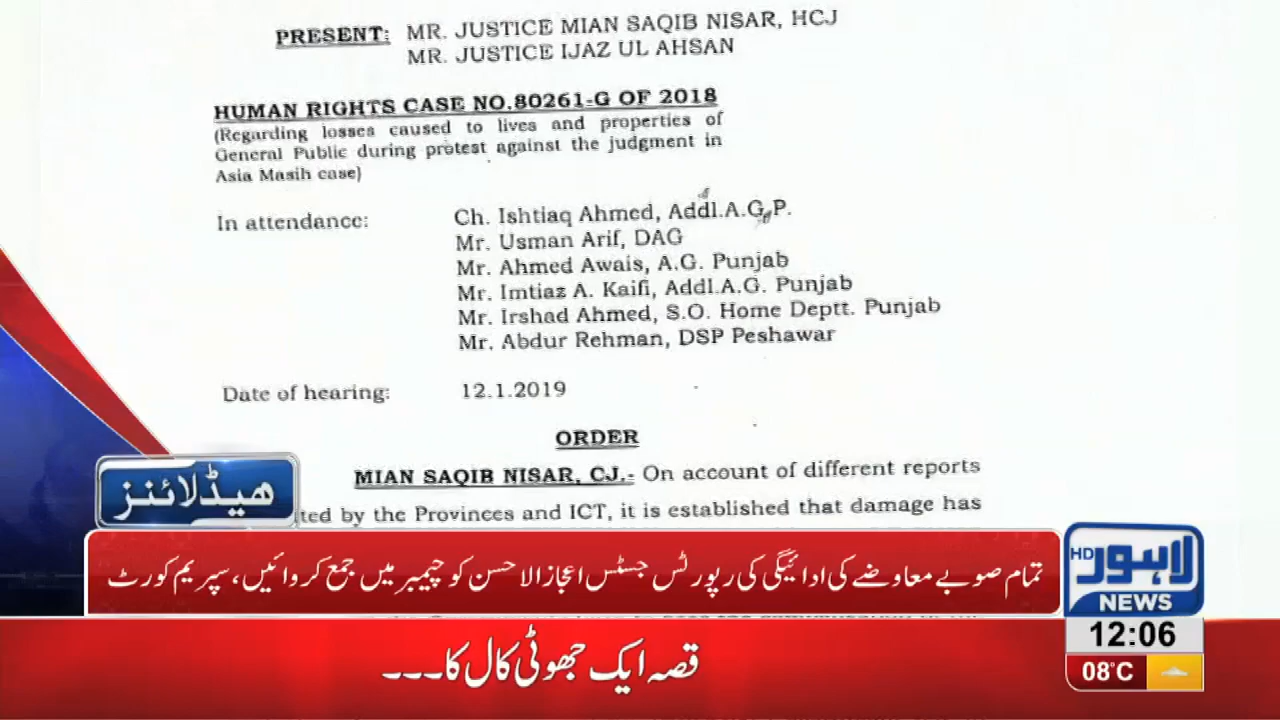 PRESENT: MR. JUSTICE MIAN SAQIB NISAR, HCJ
MR. JUSTICE IJAZ UL AHSAN
HUMAN RIGHTS CASE NO.80261-G OF 2018
(Regarding losses caused to lives and properties of
General Public during protest against the judgment in
Asia Masih case)
In attendance: Ch. Ishtiaq Ahmed, Addl.A.G.P.
Mr. Usman Arif, DAG
Mr. Ahmed Awais, A.G. Punjab
Mr. Imtiaz A. Kaifi, Addl.A.G. Punjab
Mr. Irshad Ahmed, S.O. Home Deptt. Punjab
Mr. Abdur Rehman, DSP Peshawar
Date of hearing: 12.1.2019
ORDER
MIAN SAQIB NISAR, CJ.- On account of different reports
ted by the Provinces and ICT, it is established that damage has
ہیڈلائنز
تمام صوبے معاوضے کی ادائیگی کی رپورٹس جسٹس اعجاز الاحسن کو چیمبر میں جمع کروائیں، سپریم کورٹ
HD لاہور
NEWS
12:06
08°C
قصہ ایک جھوٹی کال کا۔۔۔